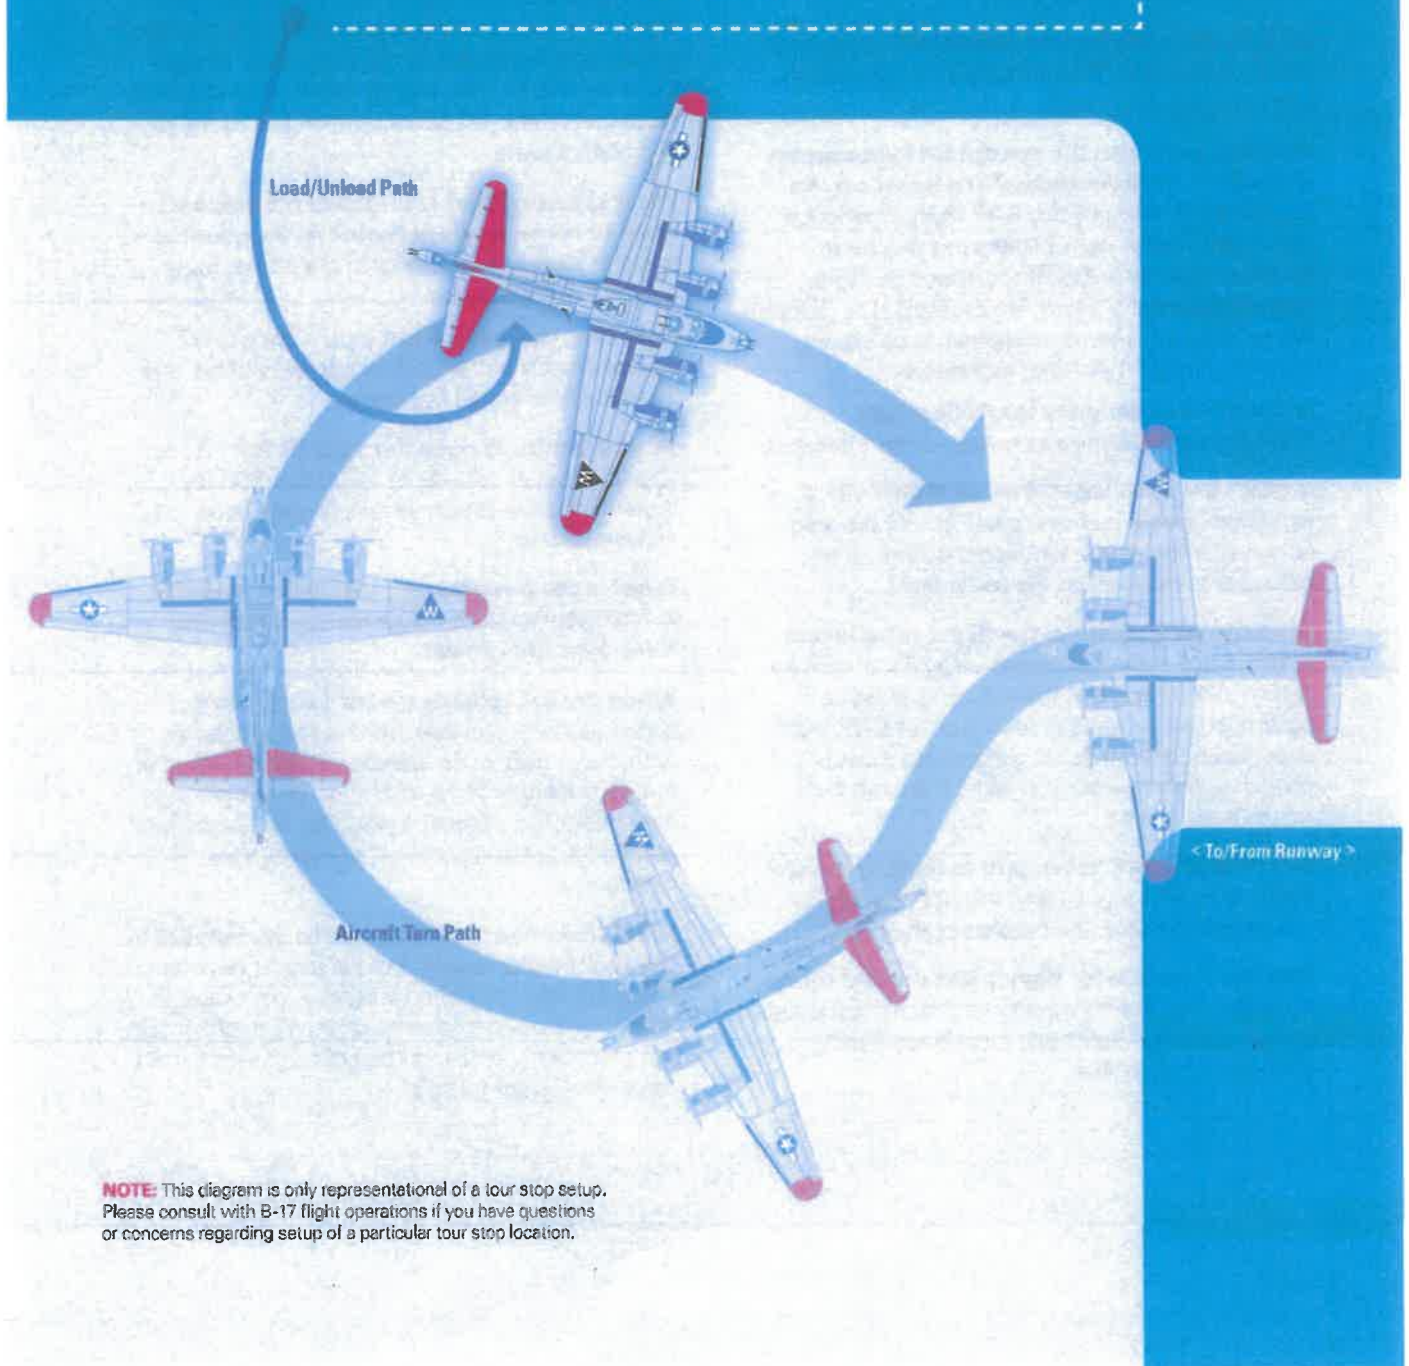 Load/Unload Path
W
W
W
< To/From Runway >
W
Aircraft Turn Path
NOTE: This diagram is only representational of a tour stop setup.
Please consult with B-17 flight operations if you have questions
or concerns regarding setup of a particular tour stop location.